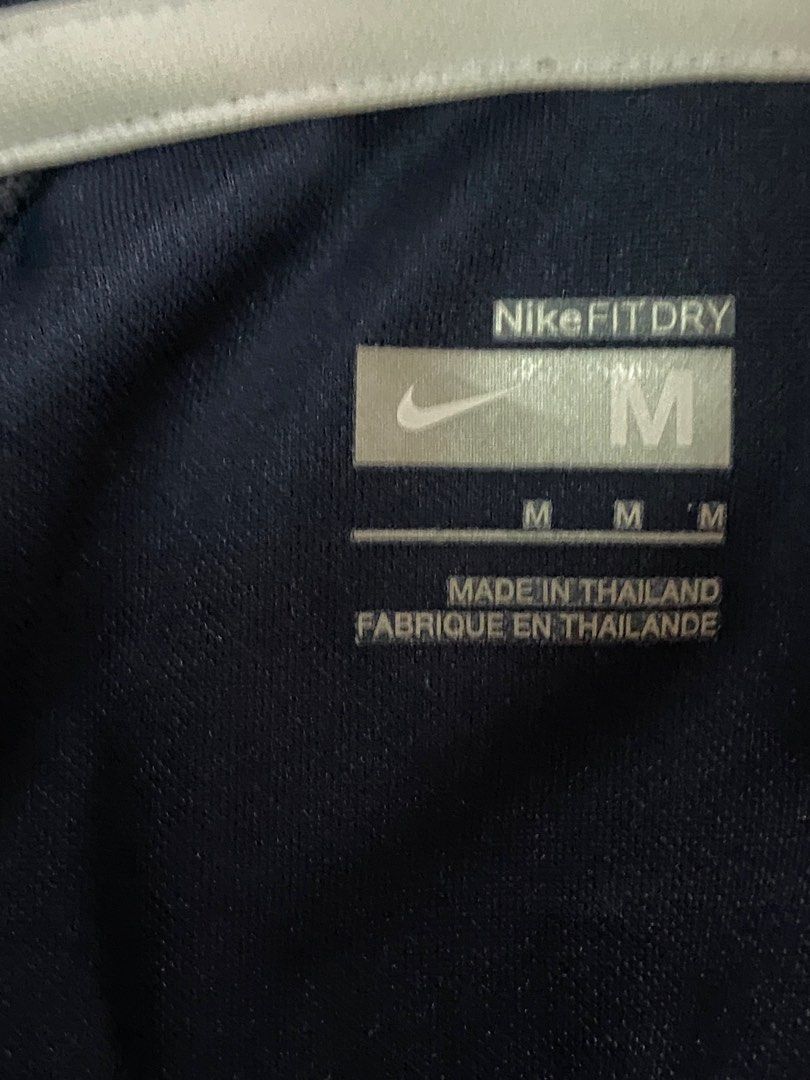 NikeFIT DRY
M
M M M
MADE IN THAILAND
FABRIQUE EN THAILANDE